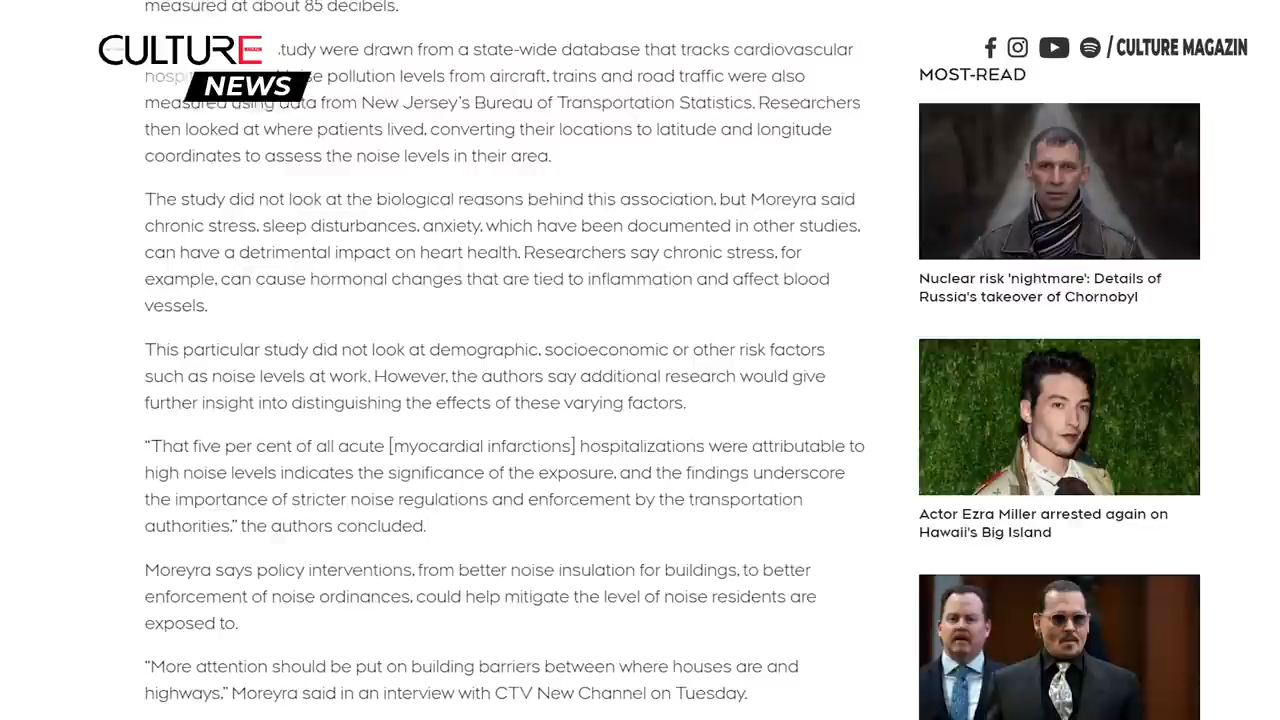 measured at about 85 decibels.
CULTURE
NEWS
/ CULTURE MAGAZIN
study were drawn from a state-wide database that tracks cardiovascular
pollution levels from aircraft, trains and road traffic were also
measured using data from New Jersey's Bureau of Transportation Statistics. Researchers
then looked at where patients lived, converting their locations to latitude and longitude
coordinates to assess the noise levels in their area.
The study did not look at the biological reasons behind this association, but Moreyra said
chronic stress, sleep disturbances, anxiety, which have been documented in other studies,
can have a detrimental impact on heart health. Researchers say chronic stress, for
example, can cause hormonal changes that are tied to inflammation and affect blood
vessels.
This particular study did not look at demographic, socioeconomic or other risk factors
such as noise levels at work. However, the authors say additional research would give
further insight into distinguishing the effects of these varying factors.
“That five per cent of all acute [myocardial infarctions] hospitalizations were attributable to
high noise levels indicates the significance of the exposure, and the findings underscore
the importance of stricter noise regulations and enforcement by the transportation
authorities,” the authors concluded.
Moreyra says policy interventions, from better noise insulation for buildings, to better
enforcement of noise ordinances, could help mitigate the level of noise residents are
exposed to.
“More attention should be put on building barriers between where houses are and
highways,” Moreyra said in an interview with CTV New Channel on Tuesday.
MOST-READ
Nuclear risk 'nightmare': Details of
Russia's takeover of Chornobyl
Actor Ezra Miller arrested again on
Hawaii's Big Island